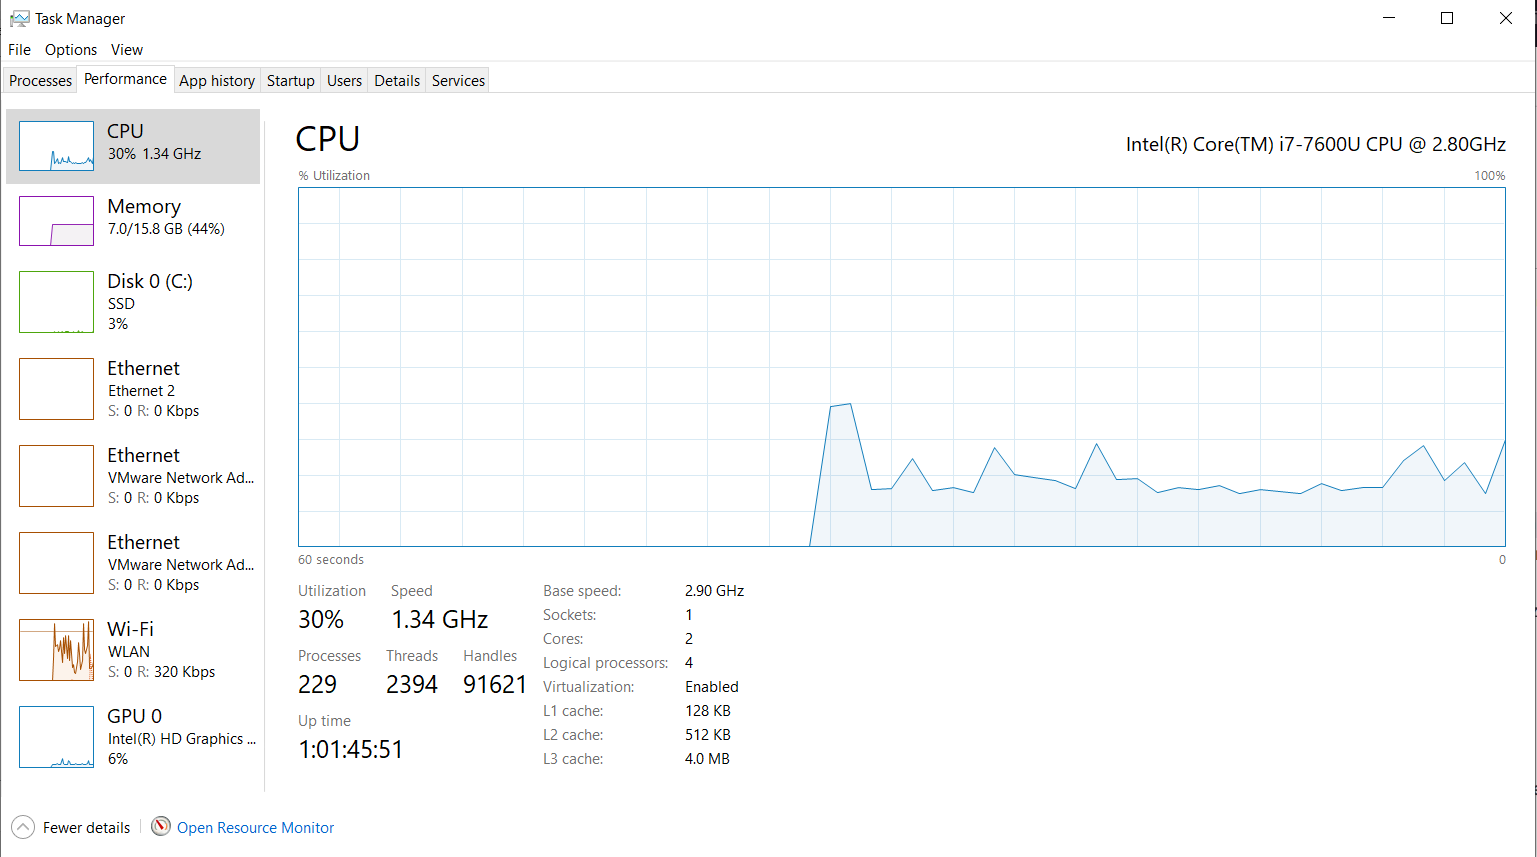 Task Manager
File Options View
Processes Performance App history Startup Users Details Services
CPU
30% 1.34 GHz
Memory
7.0/15.8 GB (44%)
Disk 0 (C:)
SSD
3%
Ethernet
Ethernet 2
S: 0 R: 0 Kbps
Ethernet
VMware Network Ad...
S: 0 R: 0 Kbps
Ethernet
VMware Network Ad...
S: 0 R: 0 Kbps
Wi-Fi
WLAN
S: 0 R: 320 Kbps
GPU 0
Intel(R) HD Graphics ...
6%
CPU Intel(R) Core(TM) i7-7600U CPU @ 2.80GHz
% Utilization 100%
60 seconds 0
Utilization Speed
30% 1.34 GHz
Processes Threads Handles
229 2394 91621
Up time
1:01:45:51
Base speed: 2.90 GHz
Sockets: 1
Cores: 2
Logical processors: 4
Virtualization: Enabled
L1 cache: 128 KB
L2 cache: 512 KB
L3 cache: 4.0 MB
Fewer details Open Resource Monitor